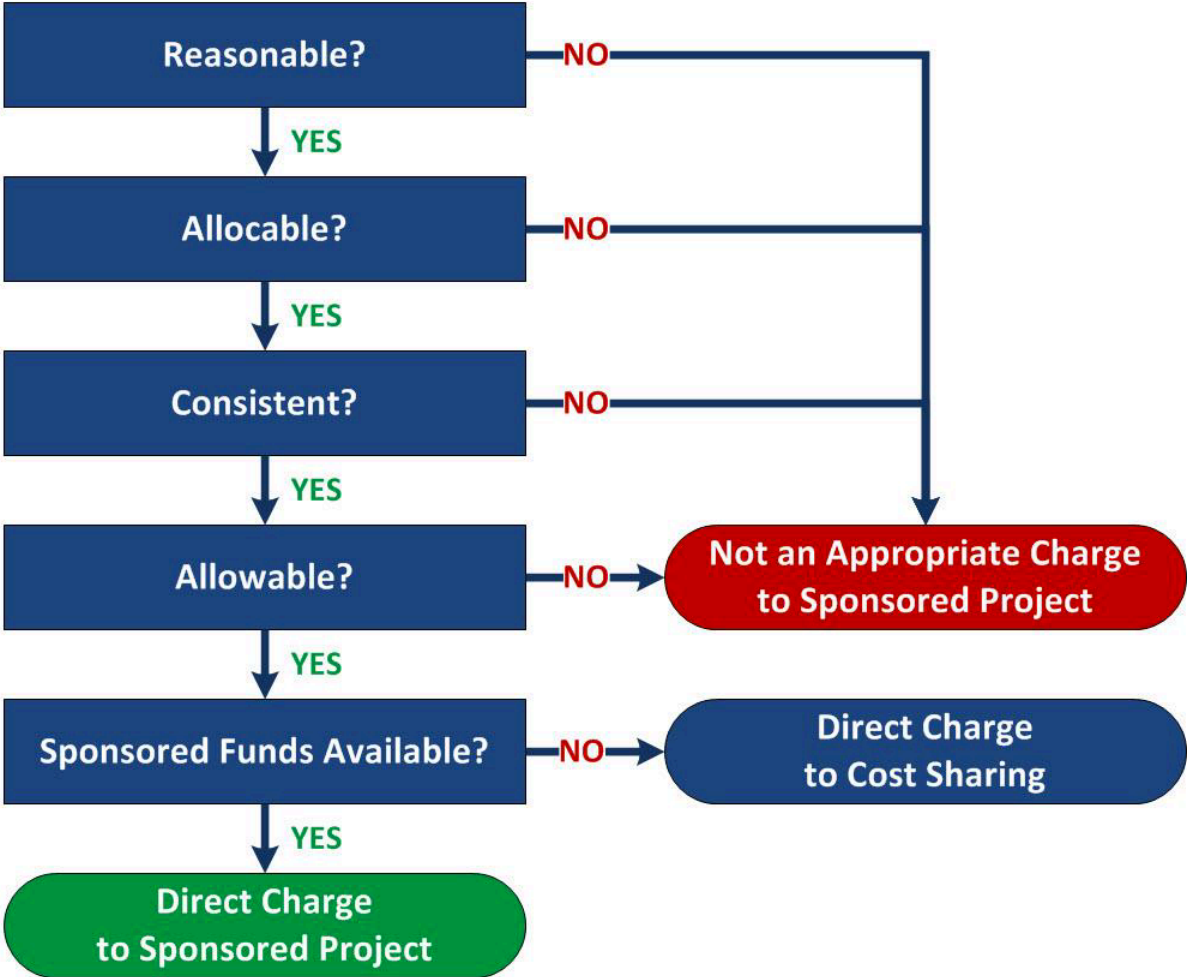 Reasonable?
NO
YES
Allocable?
NO
YES
Consistent?
NO
YES
Allowable?
NO
Not an Appropriate Charge
to Sponsored Project
YES
Sponsored Funds Available?
NO
Direct Charge
to Cost Sharing
YES
Direct Charge
to Sponsored Project